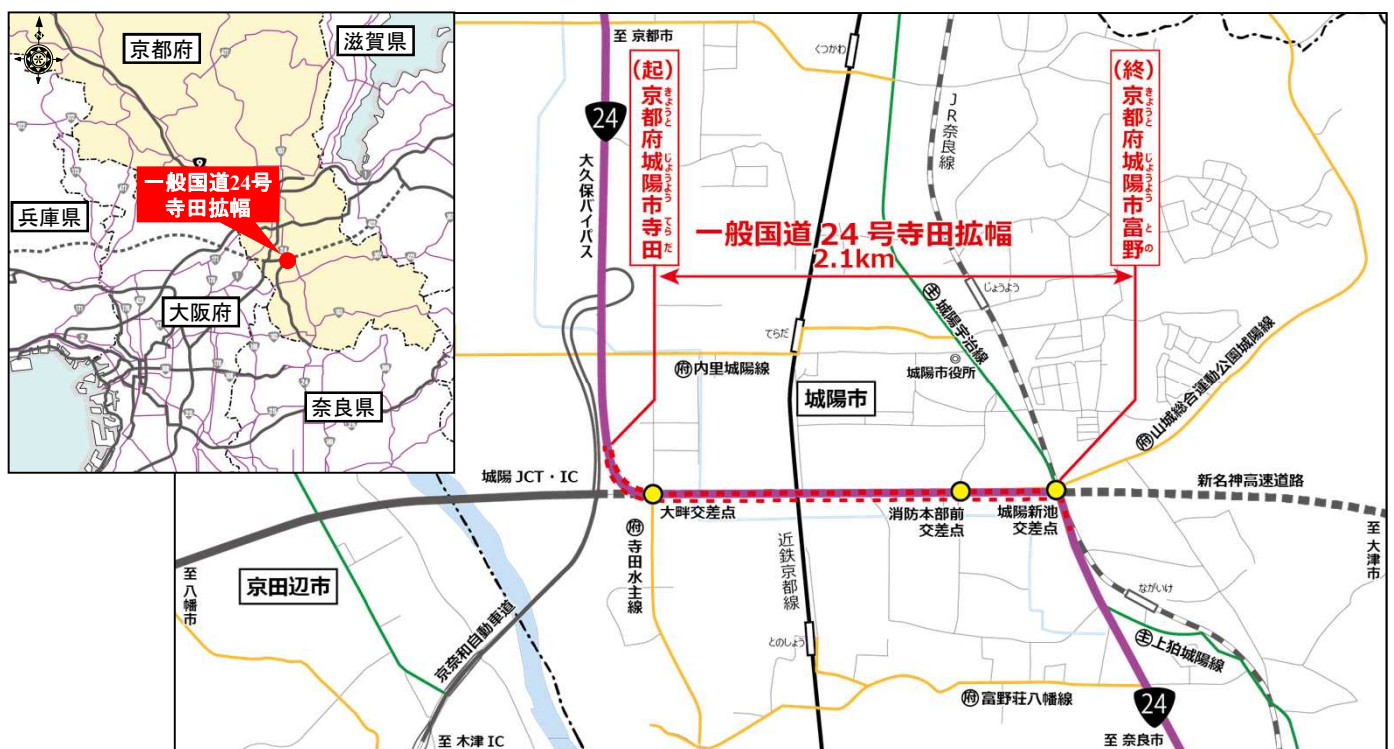 京都府
滋賀県
9
一般国道24号
寺田拡幅
兵庫県
大阪府
奈良県
至 京都市
24
大久保バイパス
(起)京都府城陽市寺田
きょうと じょうよう てらだ
(終)京都府城陽市富野
きょうと じょうよう との
一般国道 24 号寺田拡幅
2.1km
くつかわ
JR奈良線
じょうよう
主城陽宇治線
てらだ
城陽市役所
府内里城陽線
城陽市
府山城総合運動公園城陽線
城陽 JCT・IC
大畔交差点
消防本部前
交差点
城陽新池
交差点
新名神高速道路
至 大津市
至 八幡市
京田辺市
府寺田水主線
近鉄京都線
京奈和自動車道
ながいけ
とのしょう
主上狛城陽線
府富野荘八幡線
24
至 木津 IC
至 奈良市